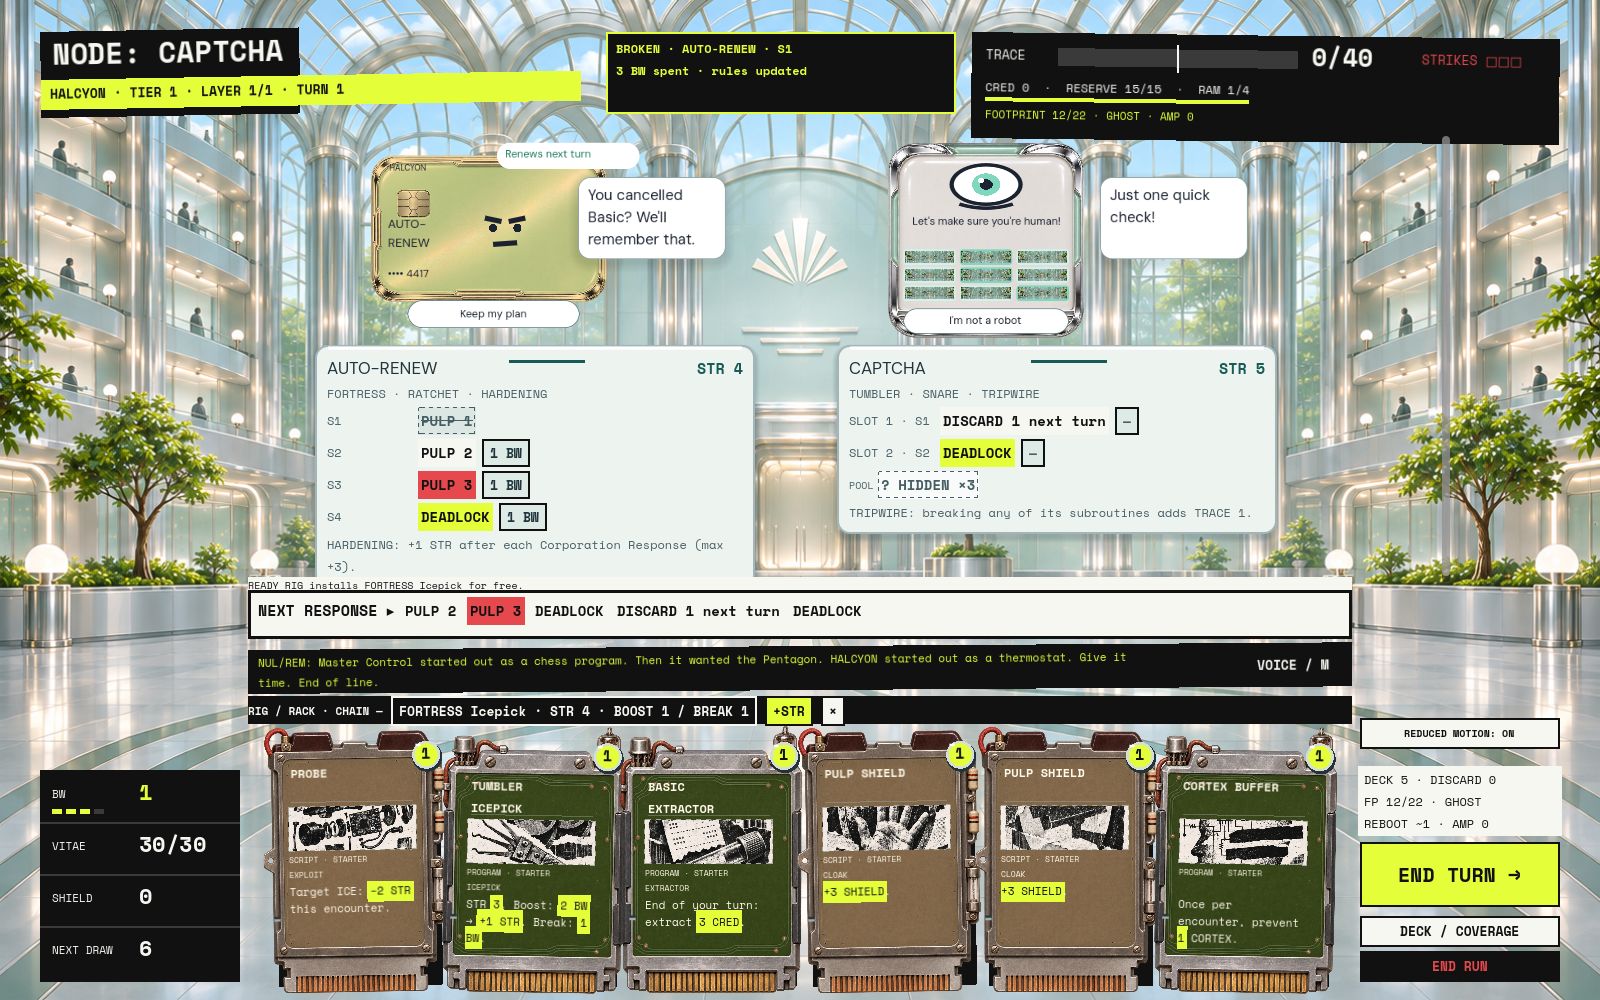 NODE: CAPTCHA
HALCYON · TIER 1 · LAYER 1/1 · TURN 1
BROKEN · AUTO-RENEW · S1
3 BW spent · rules updated
TRACE 0/40 STRIKES □□□
CRED 0 · RESERVE 15/15 · RAM 1/4
FOOTPRINT 12/22 · GHOST · AMP 0
HALCYON
Renews next turn
AUTO-
RENEW
•••• 4417
Keep my plan
You cancelled
Basic? We'll
remember that.
Let's make sure you're human!
I'm not a robot
Just one quick
check!
AUTO-RENEW STR 4
FORTRESS · RATCHET · HARDENING
S1 PULP 1
S2 PULP 2 1 BW
S3 PULP 3 1 BW
S4 DEADLOCK 1 BW
HARDENING: +1 STR after each Corporation Response (max
+3).
CAPTCHA STR 5
TUMBLER · SNARE · TRIPWIRE
SLOT 1 · S1 DISCARD 1 next turn —
SLOT 2 · S2 DEADLOCK —
POOL ? HIDDEN ×3
TRIPWIRE: breaking any of its subroutines adds TRACE 1.
READY RIG installs FORTRESS Icepick for free.
NEXT RESPONSE ▸ PULP 2 PULP 3 DEADLOCK DISCARD 1 next turn DEADLOCK
NUL/REM: Master Control started out as a chess program. Then it wanted the Pentagon. HALCYON started out as a thermostat. Give it
time. End of line.
VOICE / M
RIG / RACK · CHAIN — FORTRESS Icepick · STR 4 · BOOST 1 / BREAK 1 +STR ×
BW 1
VITAE 30/30
SHIELD 0
NEXT DRAW 6
1
PROBE
SCRIPT · STARTER
EXPLOIT
Target ICE: -2 STR
this encounter.
1
TUMBLER
ICEPICK
PROGRAM · STARTER
ICEPICK
STR 3 Boost: 2 BW
→ +1 STR. Break: 1
BW.
1
BASIC
EXTRACTOR
PROGRAM · STARTER
EXTRACTOR
End of your turn:
extract 3 CRED.
1
PULP SHIELD
SCRIPT · STARTER
CLOAK
+3 SHIELD.
1
PULP SHIELD
SCRIPT · STARTER
CLOAK
+3 SHIELD.
1
CORTEX BUFFER
PROGRAM · STARTER
Once per
encounter, prevent
1 CORTEX.
REDUCED MOTION: ON
DECK 5 · DISCARD 0
FP 12/22 · GHOST
REBOOT ~1 · AMP 0
END TURN →
DECK / COVERAGE
END RUN